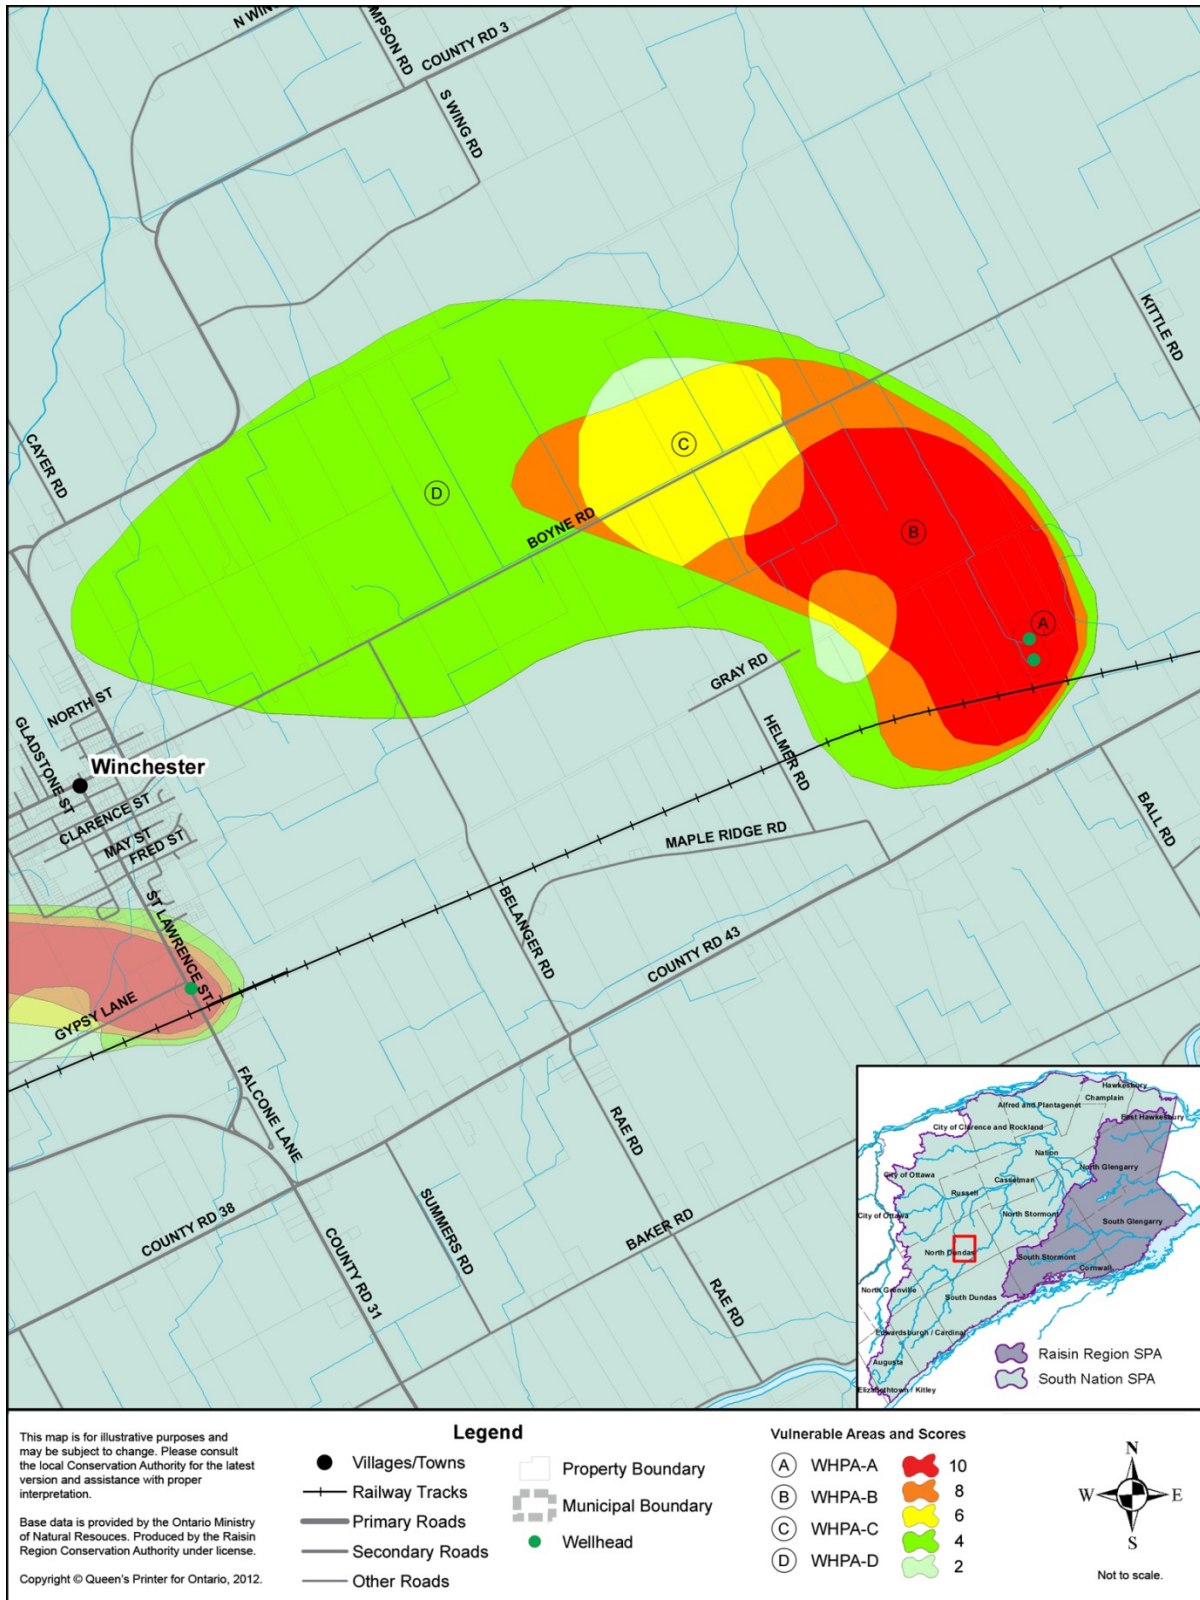 N WING
MPSON RD
COUNTY RD 3
S WING RD
KITTLE RD
CAYER RD
C
D
B
BOYNE RD
A
NORTH ST
GRAY RD
GLADSTONE ST
HELMER RD
Winchester
CLARENCE ST
MAY ST
FRED ST
MAPLE RIDGE RD
BALL RD
ST LAWRENCE ST
BELANGER RD
COUNTY RD 43
GYPSY LANE
FALCONE LANE
RAE RD
SUMMERS RD
COUNTY RD 38
BAKER RD
COUNTY RD 31
RAE RD
Hawkesbury
Champlain
Alfred and Plantagenet
East Hawkesbury
City of Clarence and Rockland
Nation
North Glengarry
City of Ottawa
Casselman
Russell
City of Ottawa
North Stormont
South Glengarry
North Dundas
South Stormont
Cornwall
North Grenville
South Dundas
Edwardsburgh / Cardinal
Augusta
Elizabethtown / Kitley
Raisin Region SPA
South Nation SPA
This map is for illustrative purposes and
may be subject to change. Please consult
the local Conservation Authority for the latest
version and assistance with proper
interpretation.
Base data is provided by the Ontario Ministry
of Natural Resouces. Produced by the Raisin
Region Conservation Authority under license.
Copyright © Queen's Printer for Ontario, 2012.
Legend
Villages/Towns
Railway Tracks
Primary Roads
Secondary Roads
Other Roads
Property Boundary
Municipal Boundary
Wellhead
Vulnerable Areas and Scores
A WHPA-A 10
B WHPA-B 8
C WHPA-C 6
D WHPA-D 4
2
N
W E
S
Not to scale.